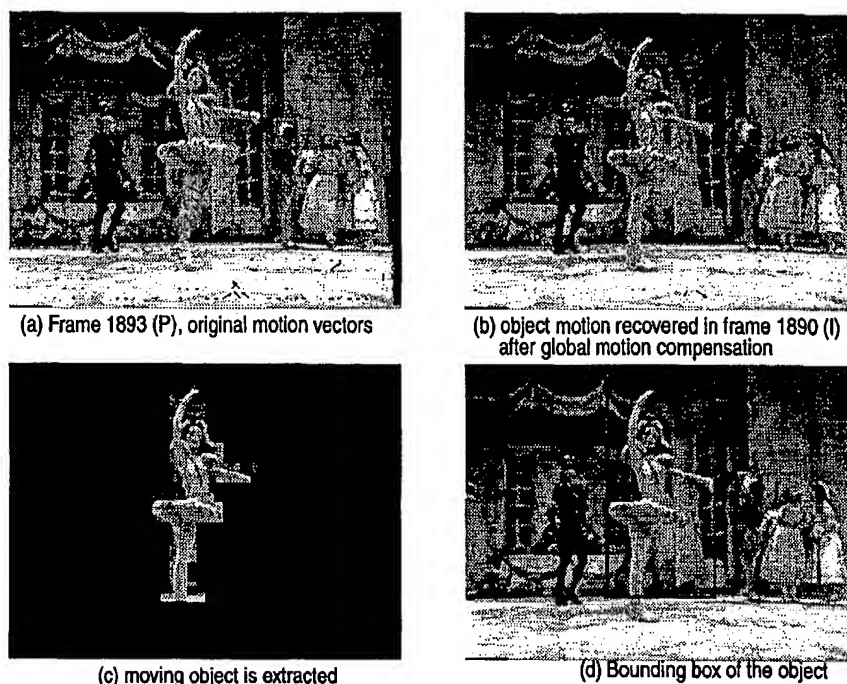 (a) Frame 1893 (P), original motion vectors
(b) object motion recovered in frame 1890 (I)
after global motion compensation
(c) moving object is extracted
(d) Bounding box of the object